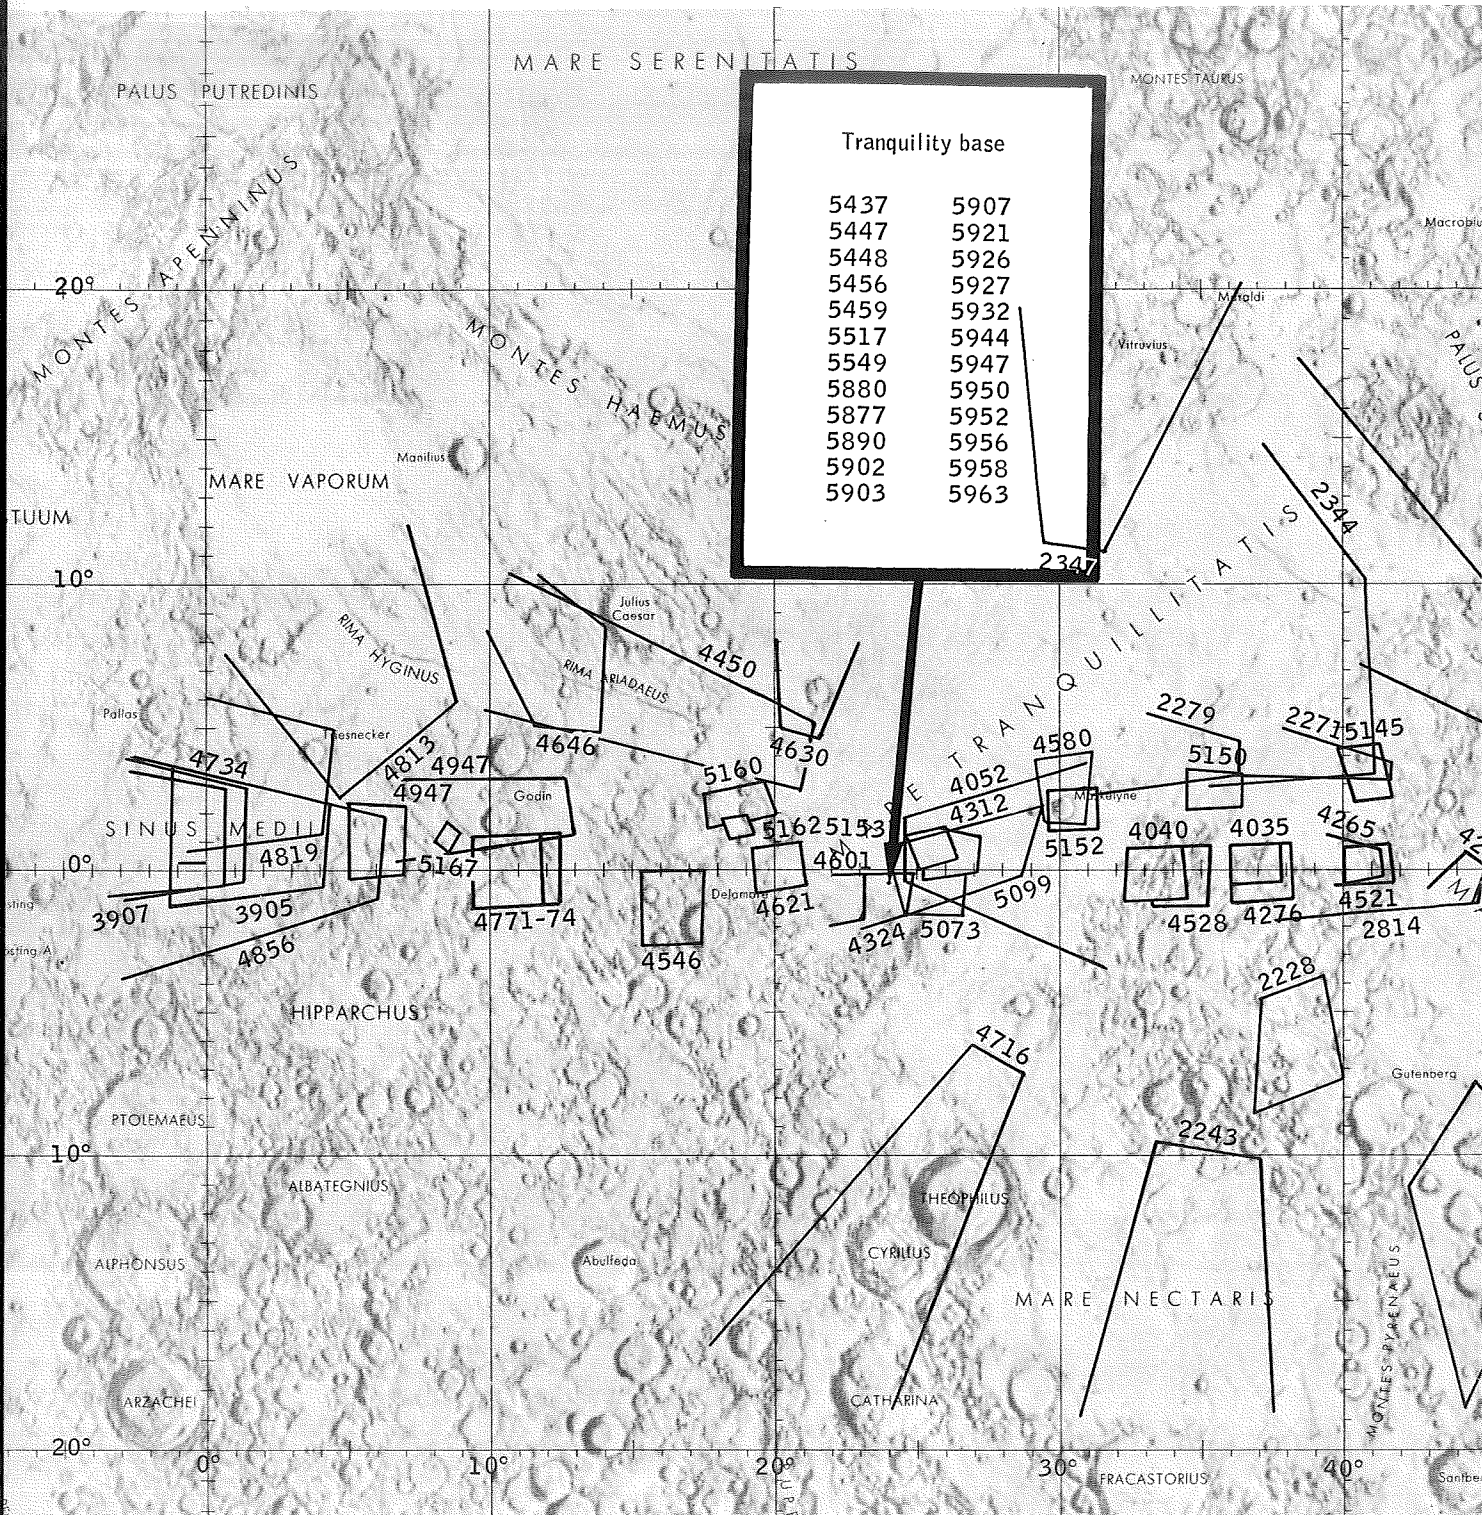 MARE SERENITATIS
PALUS PUTREDINIS
MONTES TAURUS
Tranquility base
5437 5907
5447 5921
5448 5926
5456 5927
5459 5932
5517 5944
5549 5947
5880 5950
5877 5952
5890 5956
5902 5958
5903 5963
MONTES APENNINUS
Macrobiu
20°
Maraldi
MONTES HAEMUS
Vitruvius
PALUS
Manilius
MARE VAPORUM
TUUM
2344
2347
10°
Julius
Caesar
RIMA HYGINUS
RIMA ARIADAEUS
4450
MARE TRANQUILLITATIS
Pallas
Triesnecker
4646
4630
2279
2271
5145
4580
5150
4734
4813
4947
4947
5160
4052
4312
Godin
Maskelyne
SINUS MEDII
5162
5153
5152
4040
4035
4265
0°
4819
5167
4601
5099
3907
3905
4771-74
Delamare
4621
4324
5073
4528
4276
4521
2814
M
osting
osting A
4856
4546
HIPPARCHUS
2228
4716
Gutenberg
PTOLEMAEUS
2243
10°
ALBATEGNIUS
THEOPHILUS
ALPHONSUS
Abulfeda
CYRILLUS
MARE NECTARIS
MONTES PYRENAEUS
ARZACHEL
CATHARINA
20°
0° 10° 20° 30° 40°
FRACASTORIUS
Santbe